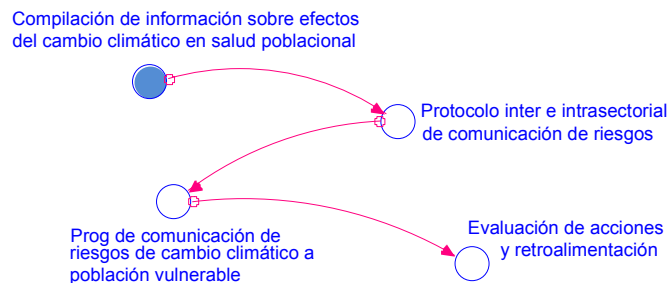 Compilación de información sobre efectos
del cambio climático en salud poblacional
Protocolo inter e intrasectorial
de comunicación de riesgos
Prog de comunicación de
riesgos de cambio climático a
población vulnerable
Evaluación de acciones
y retroalimentación